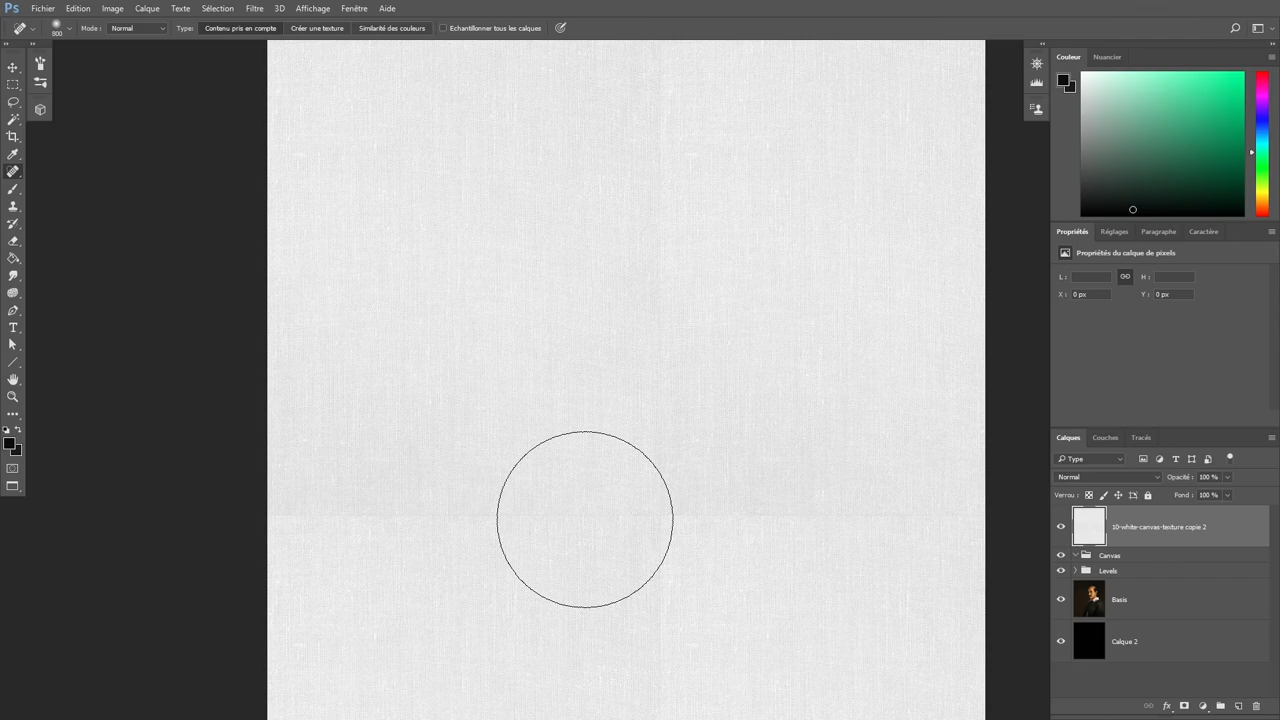 Ps Fichier Edition Image Calque Texte Sélection Filtre 3D Affichage Fenêtre Aide
800 Mode : Normal Type: Contenu pris en compte Créer une texture Similarité des couleurs Echantillonner tous les calques
Couleur Nuancier
Propriétés Réglages Paragraphe Caractère
Propriétés du calque de pixels
L : H :
X : 0 px Y : 0 px
Calques Couches Tracés
Type
Normal Opacité : 100 %
Verrou : Fond : 100 %
10-white-canvas-texture copie 2
Canvas
Levels
Basis
Calque 2